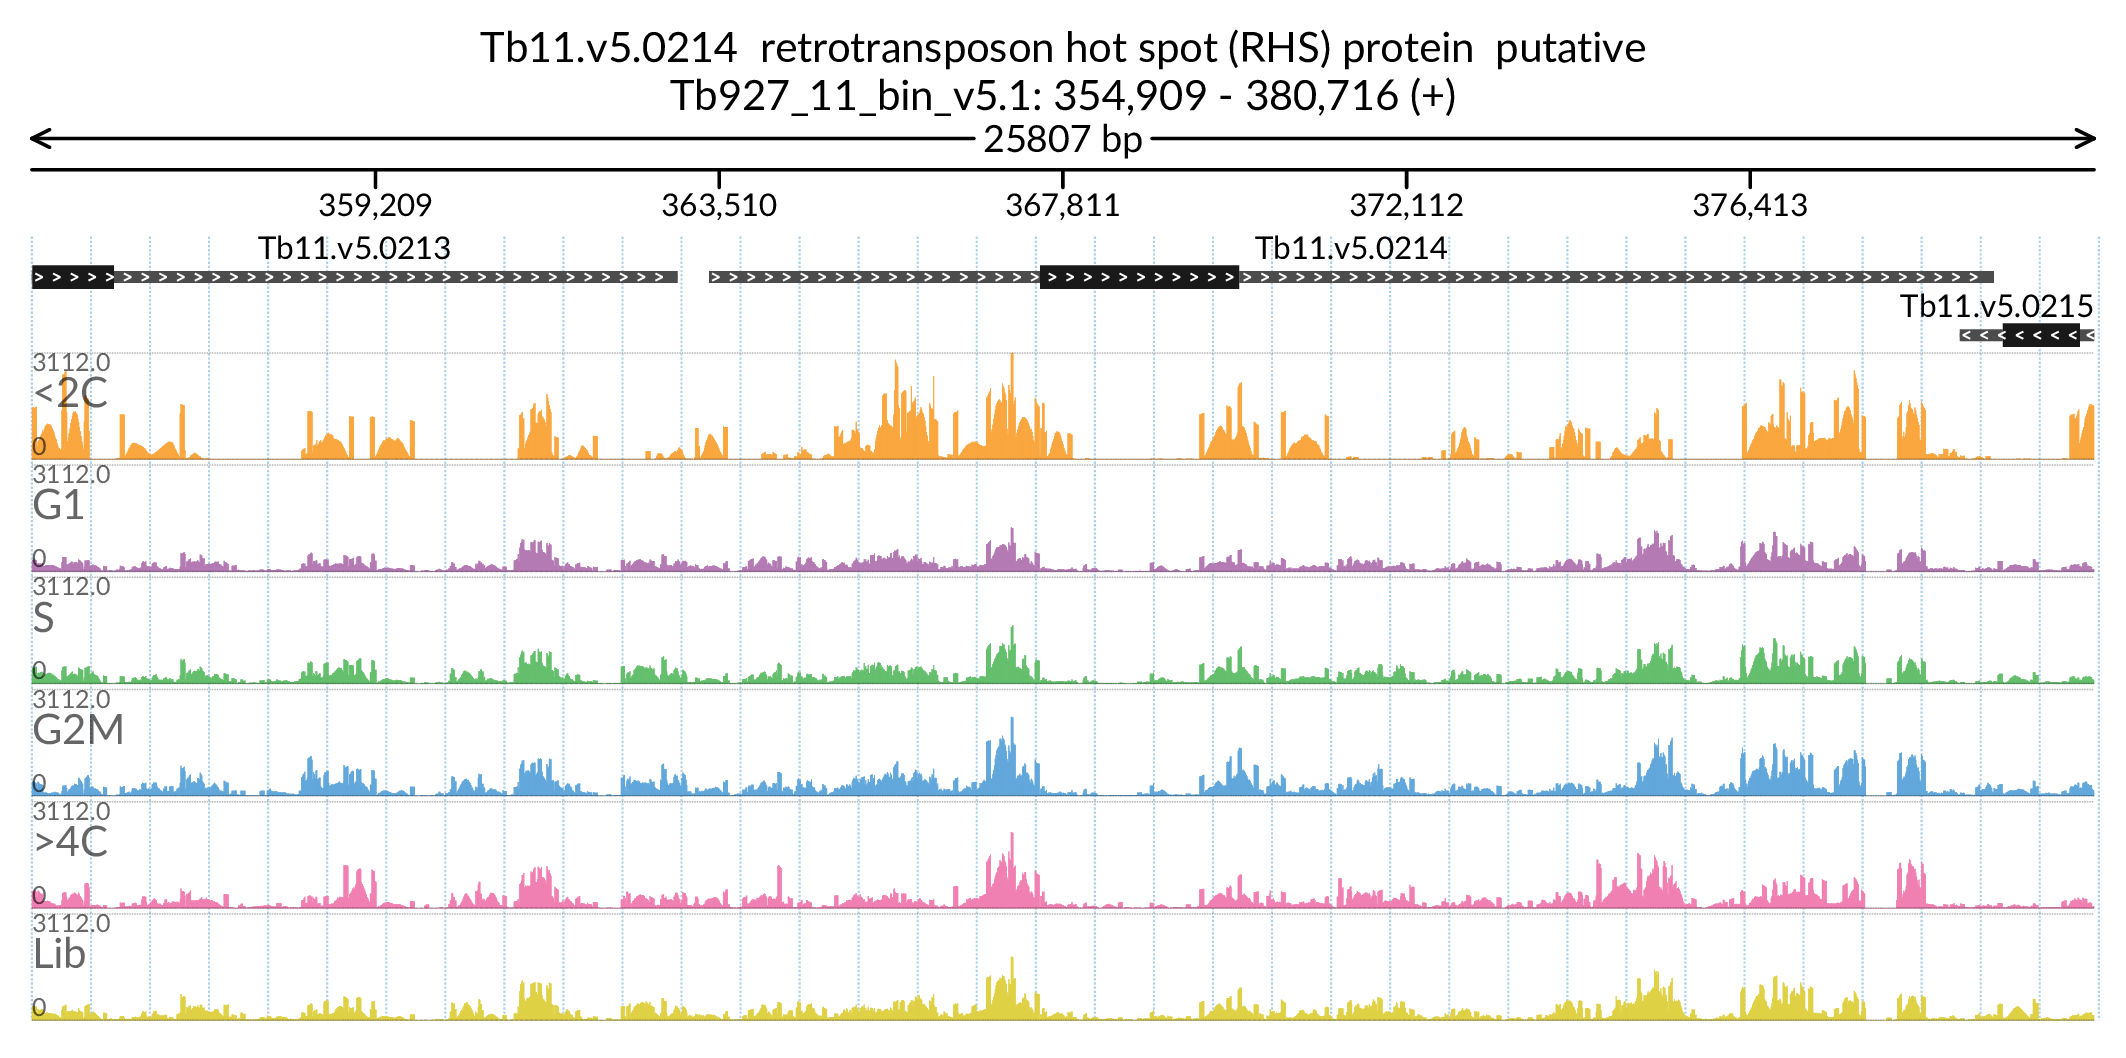 Tb11.v5.0214  retrotransposon hot spot (RHS) protein  putative
Tb927_11_bin_v5.1: 354,909 - 380,716 (+)
25807 bp
359,209 363,510 367,811 372,112 376,413
Tb11.v5.0213 Tb11.v5.0214
Tb11.v5.0215
3112.0
<2C
0
3112.0
G1
0
3112.0
S
0
3112.0
G2M
0
3112.0
>4C
0
3112.0
Lib
0